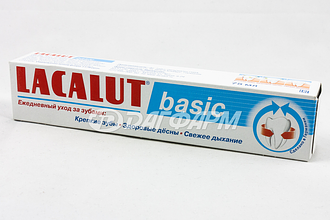 LACALUT basic
Ежедневный уход за зубами:
Крепкие зубы • Здоровые дёсны • Свежее дыхание